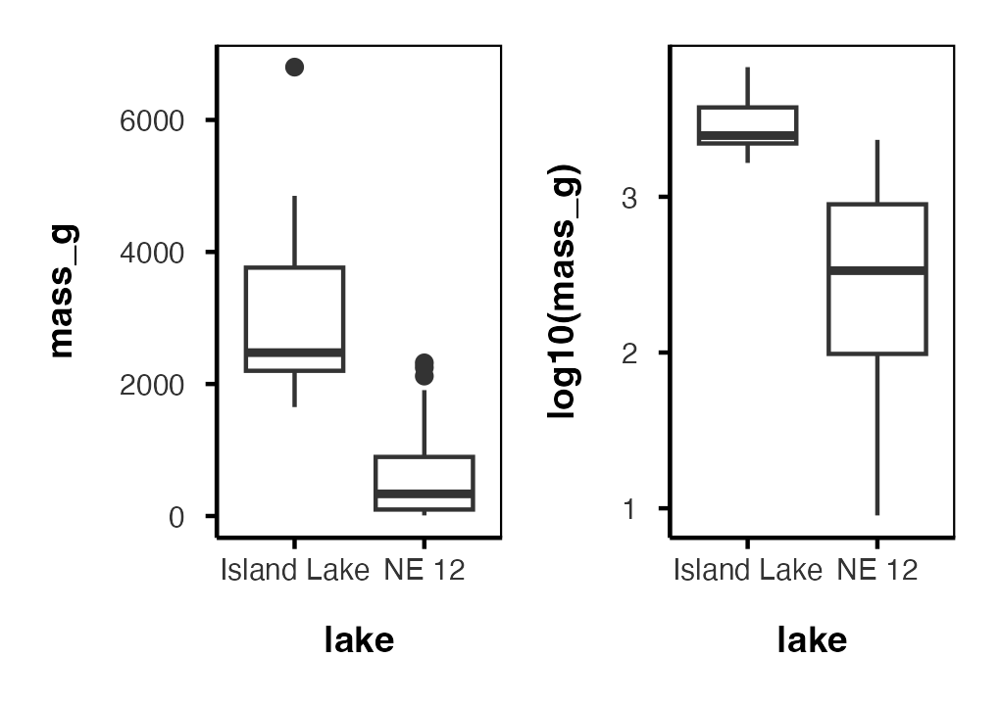 mass_g
6000
4000
2000
0
Island Lake NE 12
lake
log10(mass_g)
3
2
1
Island Lake NE 12
lake